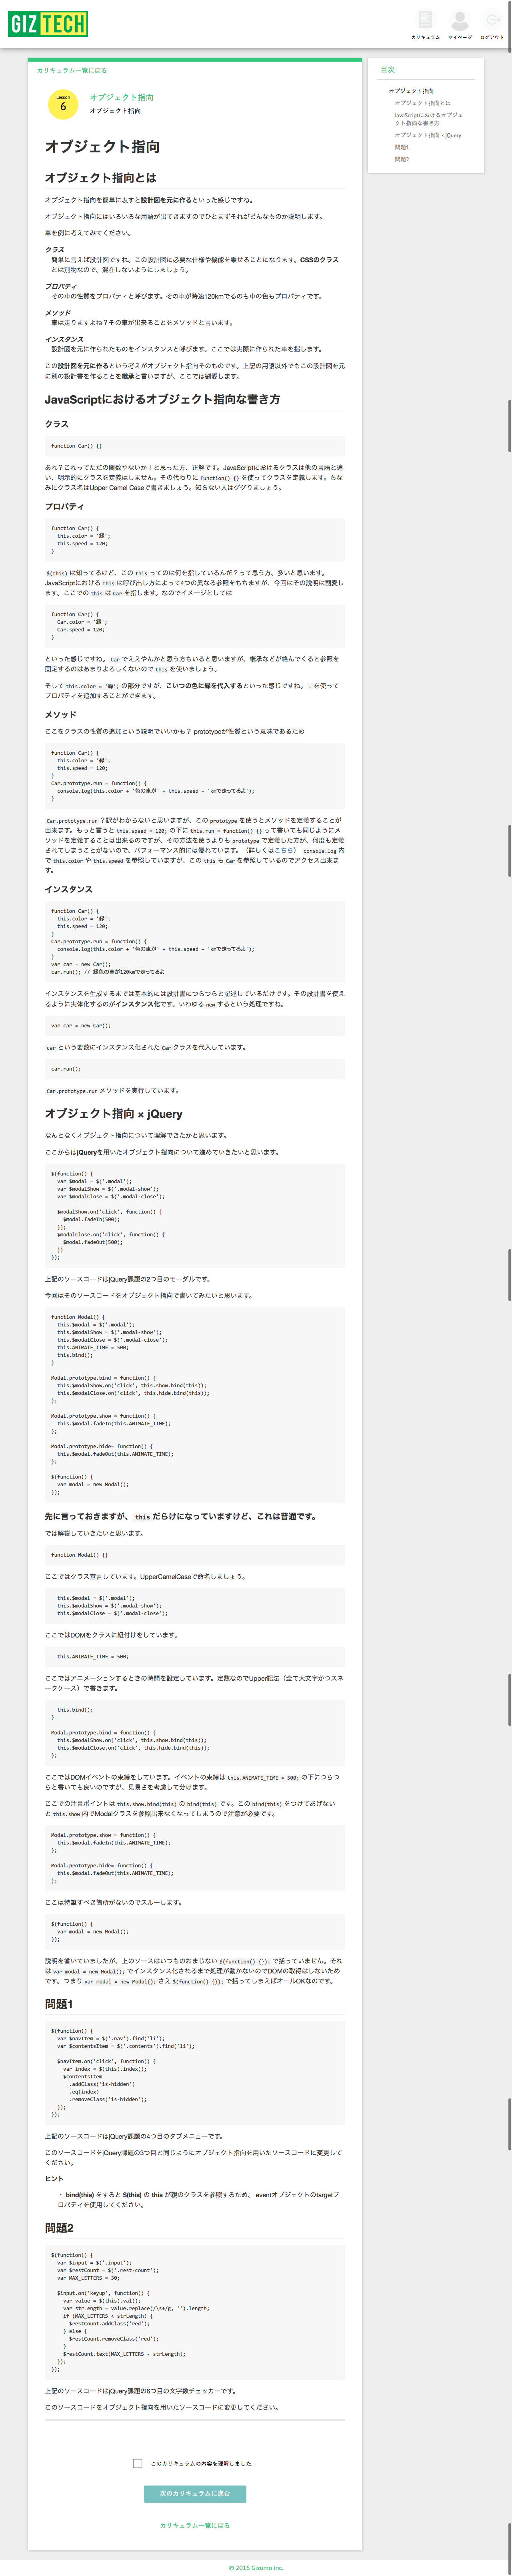 GIZTECH
カリキュラム マイページ ログアウト
カリキュラム一覧に戻る
Lesson
6
オブジェクト指向
オブジェクト指向
目次
オブジェクト指向
オブジェクト指向とは
JavaScriptにおけるオブジェ
クト指向な書き方
オブジェクト指向 × jQuery
問題1
問題2
オブジェクト指向
オブジェクト指向とは
オブジェクト指向を簡単に表すと設計図を元に作るといった感じですね。
オブジェクト指向にはいろいろな用語が出てきますのでひとまずそれがどんなものか説明します。
車を例に考えてみてください。
クラス
簡単に言えば設計図ですね。この設計図に必要な仕様や機能を乗せることになります。CSSのクラス
とは別物なので、混在しないようにしましょう。
プロパティ
その車の性質をプロパティと呼びます。その車が時速120kmでるのも車の色もプロパティです。
メソッド
車は走りますよね？その車が出来ることをメソッドと言います。
インスタンス
設計図を元に作られたものをインスタンスと呼びます。ここでは実際に作られた車を指します。
この設計図を元に作るという考えがオブジェクト指向そのものです。上記の用語以外でもこの設計図を元
に別の設計書を作ることを継承と言いますが、ここでは割愛します。
JavaScriptにおけるオブジェクト指向な書き方
クラス
function Car() {}
あれ？これってただの関数やないか！と思った方、正解です。JavaScriptにおけるクラスは他の言語と違
い、明示的にクラスを定義はしません。その代わりに function() {} を使ってクラスを定義します。ちな
みにクラス名はUpper Camel Caseで書きましょう。知らない人はググりましょう。
プロパティ
function Car() {
this.color = '緑';
this.speed = 120;
}
$(this) は知ってるけど、この this ってのは何を指しているんだ？って思う方、多いと思います。
JavaScriptにおける this は呼び出し方によって4つの異なる参照をもちますが、今回はその説明は割愛し
ます。ここでの this は Car を指します。なのでイメージとしては
function Car() {
Car.color = '緑';
Car.speed = 120;
}
といった感じですね。 Car でええやんかと思う方もいると思いますが、継承などが絡んでくると参照を
固定するのはあまりよろしくないので this を使いましょう。
そして this.color = '緑'; の部分ですが、こいつの色に緑を代入するといった感じですね。 . を使って
プロパティを追加することができます。
メソッド
ここをクラスの性質の追加という説明でいいかも？ prototypeが性質という意味であるため
function Car() {
this.color = '緑';
this.speed = 120;
}
Car.prototype.run = function() {
console.log(this.color + '色の車が' + this.speed + 'kmで走ってるよ');
}
Car.prototype.run ？訳がわからないと思いますが、この prototype を使うとメソッドを定義することが
出来ます。もっと言うと this.speed = 120; の下に this.run = function() {} って書いても同じようにメ
ソッドを定義することは出来るのですが、その方法を使うよりも prototype で定義した方が、何度も定義
されてしまうことがないので、パフォーマンス的には優れています。（詳しくはこちら） console.log 内
で this.color や this.speed を参照していますが、この this も Car を参照しているのでアクセス出来ま
す。
インスタンス
function Car() {
this.color = '緑';
this.speed = 120;
}
Car.prototype.run = function() {
console.log(this.color + '色の車が' + this.speed + 'kmで走ってるよ');
}
var car = new Car();
car.run(); // 緑色の車が120kmで走ってるよ
インスタンスを生成するまでは基本的には設計書につらつらと記述しているだけです。その設計書を使え
るように実体化するのがインスタンス化です。いわゆる new するという処理ですね。
var car = new Car();
car という変数にインスタンス化された Car クラスを代入しています。
car.run();
Car.prototype.run メソッドを実行しています。
オブジェクト指向 × jQuery
なんとなくオブジェクト指向について理解できたかと思います。
ここからはjQueryを用いたオブジェクト指向について進めていきたいと思います。
$(function() {
var $modal = $('.modal');
var $modalShow = $('.modal-show');
var $modalClose = $('.modal-close');
$modalShow.on('click', function() {
$modal.fadeIn(500);
});
$modalClose.on('click', function() {
$modal.fadeOut(500);
})
});
上記のソースコードはjQuery課題の2つ目のモーダルです。
今回はそのソースコードをオブジェクト指向で書いてみたいと思います。
function Modal() {
this.$modal = $('.modal');
this.$modalShow = $('.modal-show');
this.$modalClose = $('.modal-close');
this.ANIMATE_TIME = 500;
this.bind();
}
Modal.prototype.bind = function() {
this.$modalShow.on('click', this.show.bind(this));
this.$modalClose.on('click', this.hide.bind(this));
};
Modal.prototype.show = function() {
this.$modal.fadeIn(this.ANIMATE_TIME);
};
Modal.prototype.hide= function() {
this.$modal.fadeOut(this.ANIMATE_TIME);
};
$(function() {
var modal = new Modal();
});
先に言っておきますが、 this だらけになっていますけど、これは普通です。
では解説していきたいと思います。
function Modal() {}
ここではクラス宣言しています。UpperCamelCaseで命名しましょう。
this.$modal = $('.modal');
this.$modalShow = $('.modal-show');
this.$modalClose = $('.modal-close');
ここではDOMをクラスに紐付けをしています。
this.ANIMATE_TIME = 500;
ここではアニメーションするときの時間を設定しています。定数なのでUpper記法（全て大文字かつスネ
ークケース）で書きます。
this.bind();
}
Modal.prototype.bind = function() {
this.$modalShow.on('click', this.show.bind(this));
this.$modalClose.on('click', this.hide.bind(this));
};
ここではDOMイベントの束縛をしています。イベントの束縛は this.ANIMATE_TIME = 500; の下につらつ
らと書いても良いのですが、見易さを考慮して分けます。
ここでの注目ポイントは this.show.bind(this) の bind(this) です。この bind(this) をつけてあげない
と this.show 内でModalクラスを参照出来なくなってしまうので注意が必要です。
Modal.prototype.show = function() {
this.$modal.fadeIn(this.ANIMATE_TIME);
};
Modal.prototype.hide= function() {
this.$modal.fadeOut(this.ANIMATE_TIME);
};
ここは特筆すべき箇所がないのでスルーします。
$(function() {
var modal = new Modal();
});
説明を省いていましたが、上のソースはいつものおまじない $(function() {}); で括っていません。それ
は var modal = new Modal(); でインスタンス化されるまで処理が動かないのでDOMの取得はしないため
です。つまり var modal = new Modal(); さえ $(function() {}); で括ってしまえばオールOKなのです。
問題1
$(function() {
var $navItem = $('.nav').find('li');
var $contentsItem = $('.contents').find('li');
$navItem.on('click', function() {
var index = $(this).index();
$contentsItem
.addClass('is-hidden')
.eq(index)
.removeClass('is-hidden');
});
});
上記のソースコードはjQuery課題の4つ目のタブメニューです。
このソースコードをjQuery課題の3つ目と同じようにオブジェクト指向を用いたソースコードに変更して
ください。
ヒント
・ bind(this) をすると $(this) の this が親のクラスを参照するため、 eventオブジェクトのtargetプ
ロパティを使用してください。
問題2
$(function() {
var $input = $('.input');
var $restCount = $('.rest-count');
var MAX_LETTERS = 30;
$input.on('keyup', function() {
var value = $(this).val();
var strLength = value.replace(/\s+/g, '').length;
if (MAX_LETTERS < strLength) {
$restCount.addClass('red');
} else {
$restCount.removeClass('red');
}
$restCount.text(MAX_LETTERS - strLength);
});
});
上記のソースコードはjQuery課題の6つ目の文字数チェッカーです。
このソースコードをオブジェクト指向を用いたソースコードに変更してください。
このカリキュラムの内容を理解しました。
次のカリキュラムに進む
カリキュラム一覧に戻る
© 2016 Gizumo inc.